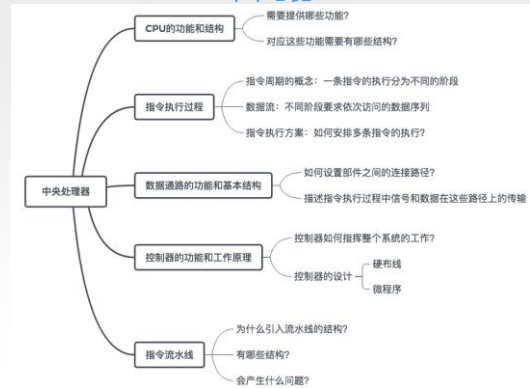 CPU的功能和结构
需要提供哪些功能?
对应这些功能需要有哪些结构?
指令执行过程
指令周期的概念：一条指令的执行分为不同的阶段
数据流：不同阶段要求依次访问的数据序列
指令执行方案：如何安排多条指令的执行?
中央处理器
数据通路的功能和基本结构
如何设置部件之间的连接路径?
描述指令执行过程中信号和数据在这些路径上的传输
控制器的功能和工作原理
控制器如何指挥整个系统的工作?
控制器的设计
硬布线
微程序
指令流水线
为什么引入流水线的结构?
有哪些结构?
会产生什么问题?